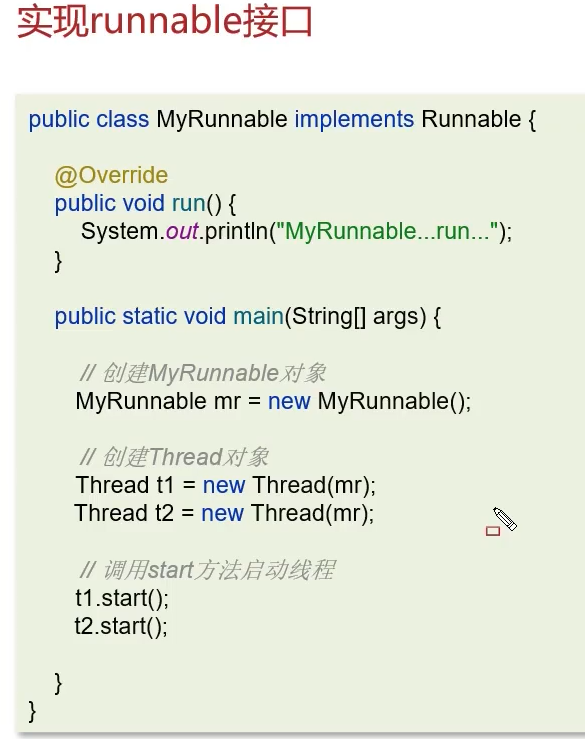 实现runnable接口
public class MyRunnable implements Runnable {
@Override
public void run() {
System.out.println("MyRunnable...run...");
}
public static void main(String[] args) {
// 创建MyRunnable对象
MyRunnable mr = new MyRunnable();
// 创建Thread对象
Thread t1 = new Thread(mr);
Thread t2 = new Thread(mr);
// 调用start方法启动线程
t1.start();
t2.start();
}
}